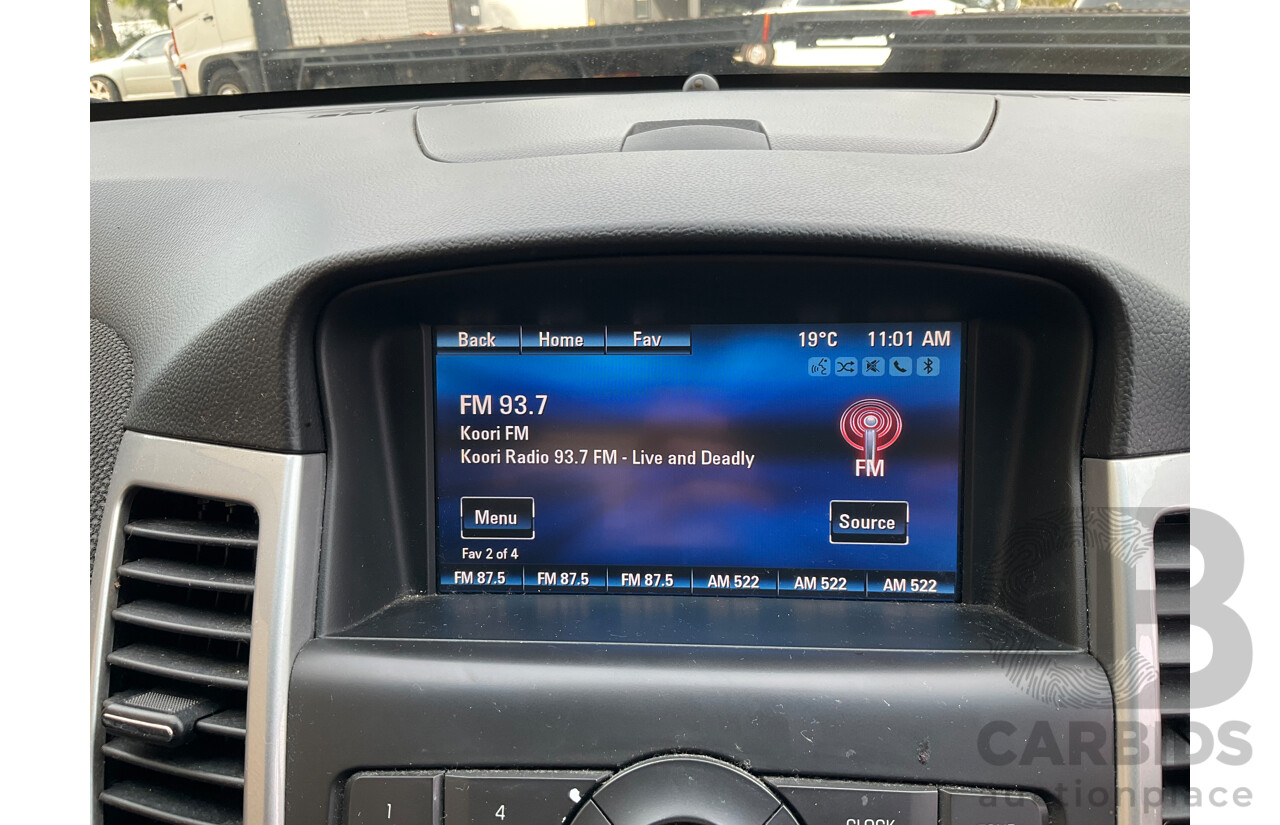 Back Home Fav 19°C 11:01 AM
FM 93.7
Koori FM
Koori Radio 93.7 FM - Live and Deadly
FM
Menu Source
Fav 2 of 4
FM 87.5 FM 87.5 FM 87.5 AM 522 AM 522 AM 522
CARBIDS
auctionplace
1 4 CLOCK